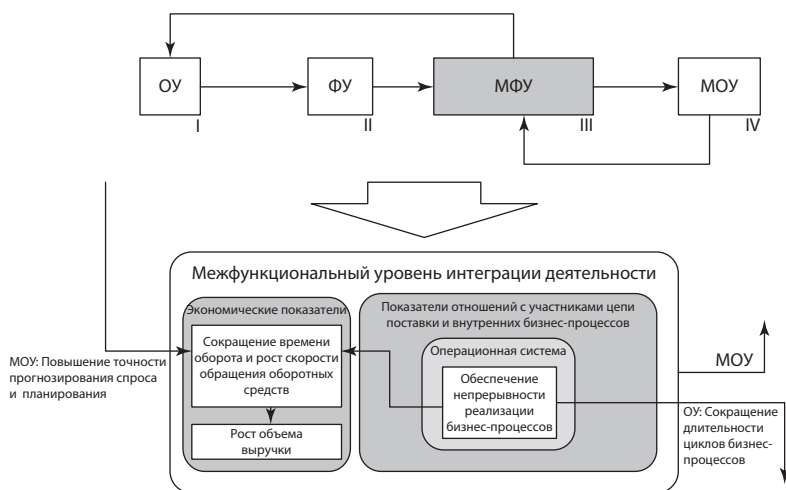 ОУ
ФУ
МФУ
МОУ
I
II
III
IV
Межфункциональный уровень интеграции деятельности
Экономические показатели
Сокращение времени
оборота и рост скорости
обращения оборотных
средств
Рост объема
выручки
Показатели отношений с участниками цепи
поставки и внутренних бизнес-процессов
Операционная система
Обеспечение
непрерывности
реализации
бизнес-процессов
МОУ: Повышение точности
прогнозирования спроса
и планирования
МОУ
ОУ: Сокращение
длительности
циклов бизнес-
процессов